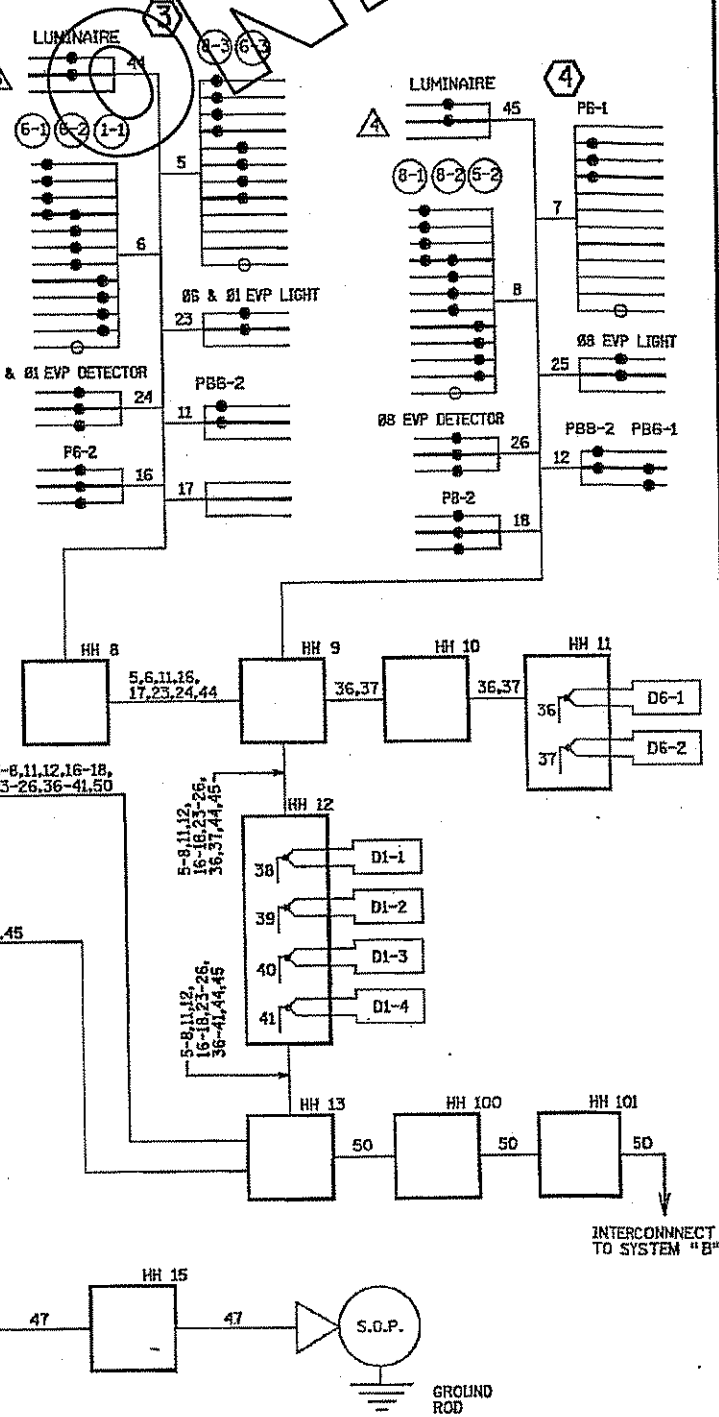 3
LUMINAIRE
44
8-3 6-3
6-1 6-2 1-1
5
6
Ø6 & Ø1 EVP LIGHT
23
& Ø1 EVP DETECTOR
24
PB6-2
11
P6-2
16
17
4
LUMINAIRE
45
4
P8-1
8-1 8-2 5-2
7
8
Ø8 EVP LIGHT
25
Ø8 EVP DETECTOR
26
PB8-2 PB6-1
12
P8-2
18
HH 8
5,6,11,16,
17,23,24,44
HH 9
36,37
HH 10
36,37
HH 11
36
D6-1
37
D6-2
-8,11,12,16-18,
3-26,36-41,50
5-8,11,12,
16-18,23-26,
36,37,44,45
HH 12
38
D1-1
39
D1-2
40
D1-3
41
D1-4
,45
5-8,11,12,
16-18,23-26,
36-41,44,45
HH 13
50
HH 100
50
HH 101
50
INTERCONNNECT
TO SYSTEM "B"
47
HH 15
47
S.O.P.
GROUND
ROD